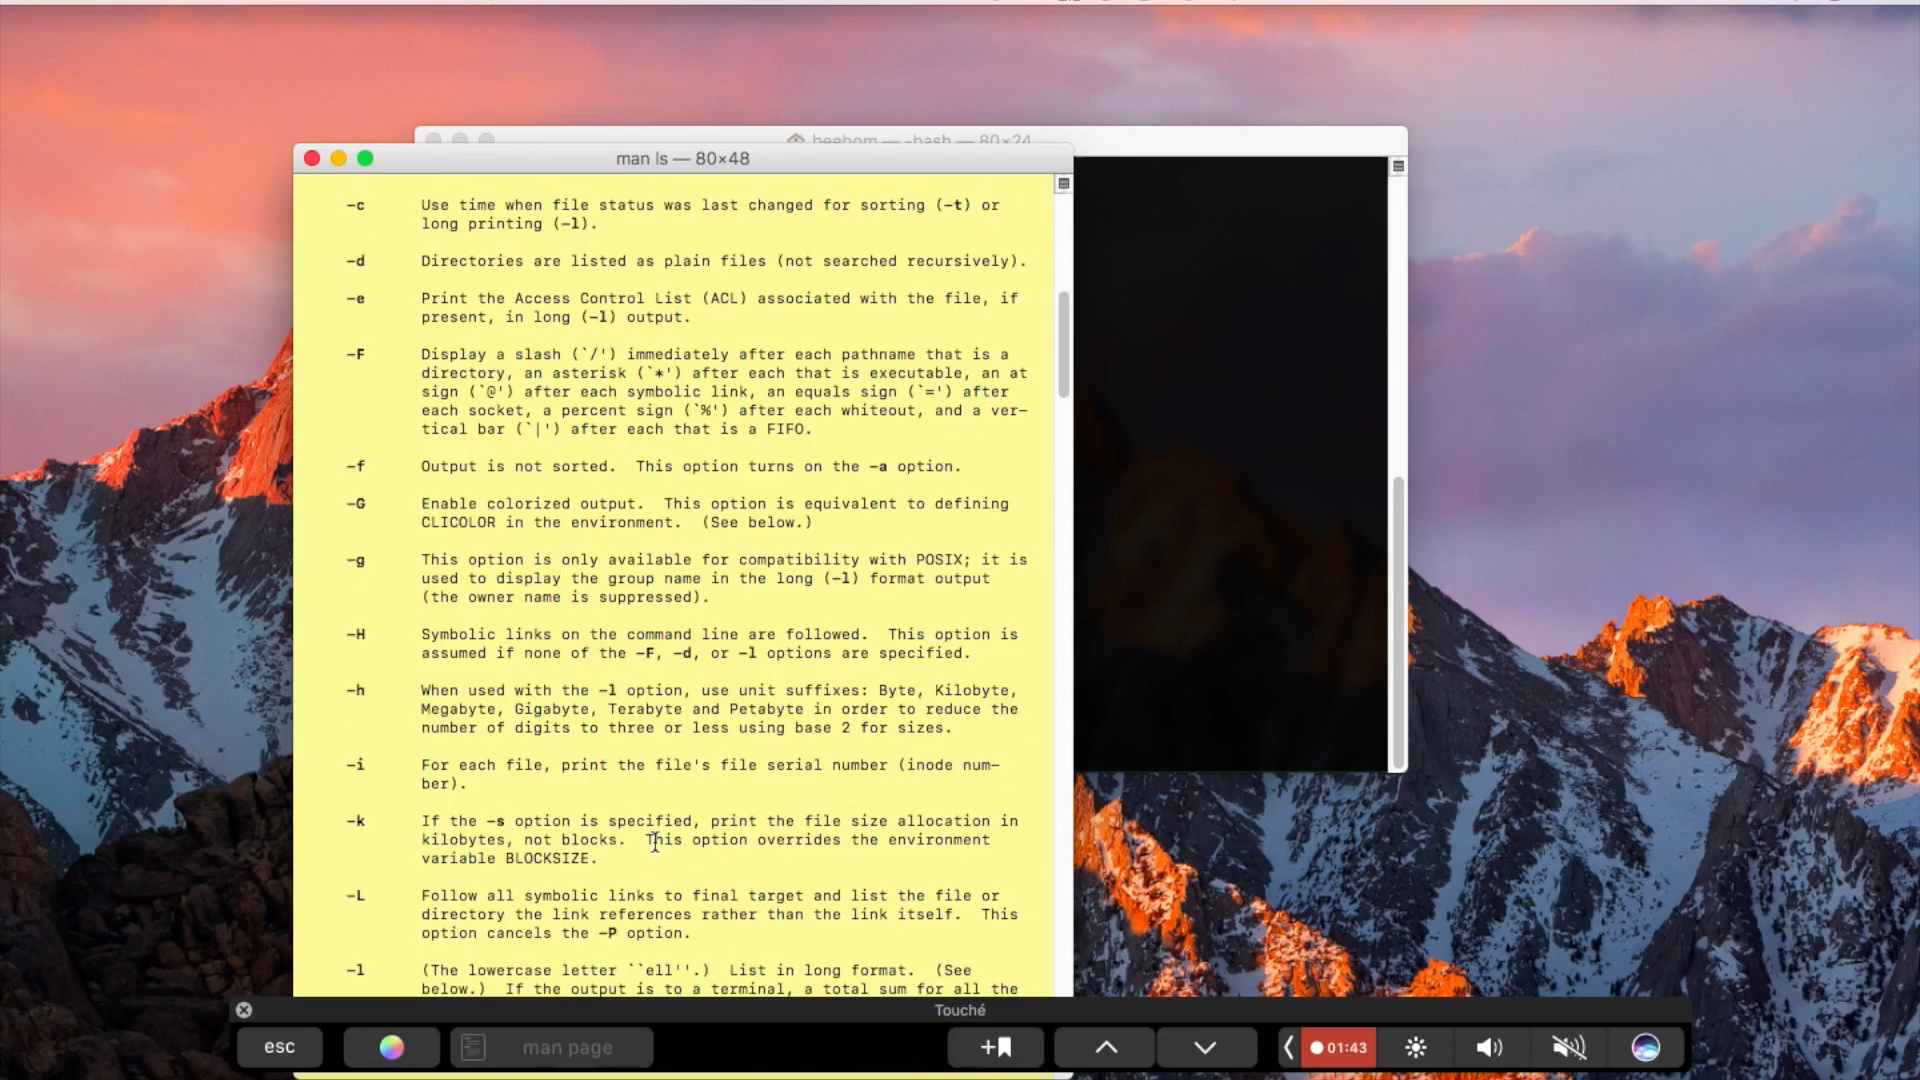 beebom — -bash — 80×24
man ls — 80×48
-c Use time when file status was last changed for sorting (-t) or
long printing (-l).
-d Directories are listed as plain files (not searched recursively).
-e Print the Access Control List (ACL) associated with the file, if
present, in long (-l) output.
-F Display a slash (`/') immediately after each pathname that is a
directory, an asterisk (`*') after each that is executable, an at
sign (`@') after each symbolic link, an equals sign (`=') after
each socket, a percent sign (`%') after each whiteout, and a ver-
tical bar (`|') after each that is a FIFO.
-f Output is not sorted.  This option turns on the -a option.
-G Enable colorized output.  This option is equivalent to defining
CLICOLOR in the environment.  (See below.)
-g This option is only available for compatibility with POSIX; it is
used to display the group name in the long (-l) format output
(the owner name is suppressed).
-H Symbolic links on the command line are followed.  This option is
assumed if none of the -F, -d, or -l options are specified.
-h When used with the -l option, use unit suffixes: Byte, Kilobyte,
Megabyte, Gigabyte, Terabyte and Petabyte in order to reduce the
number of digits to three or less using base 2 for sizes.
-i For each file, print the file's file serial number (inode num-
ber).
-k If the -s option is specified, print the file size allocation in
kilobytes, not blocks.  This option overrides the environment
variable BLOCKSIZE.
-L Follow all symbolic links to final target and list the file or
directory the link references rather than the link itself.  This
option cancels the -P option.
-l (The lowercase letter ``ell''.)  List in long format.  (See
below.)  If the output is to a terminal, a total sum for all the
Touché
esc man page 01:43